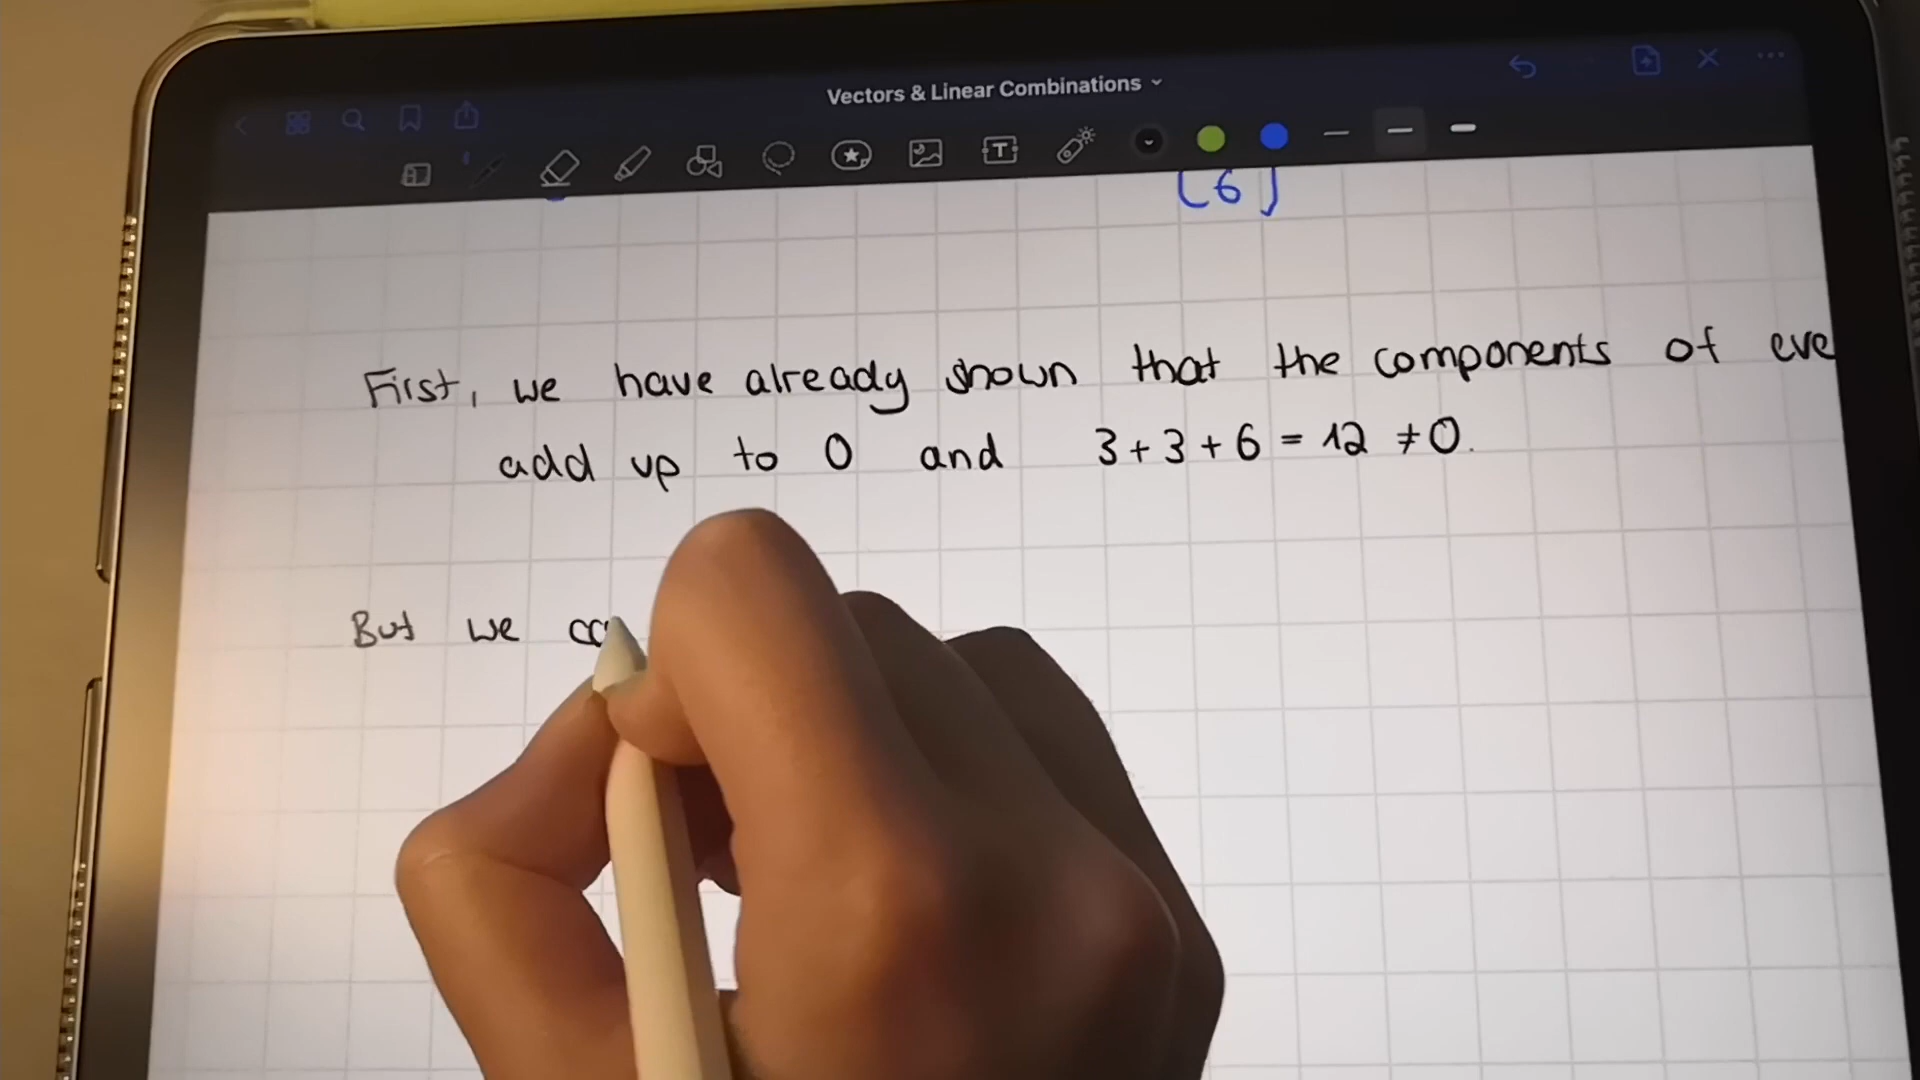 Vectors & Linear Combinations
[6]
First, we have already shown that the components of eve
add up to 0 and 3+3+6 = 12 ≠0.
But we